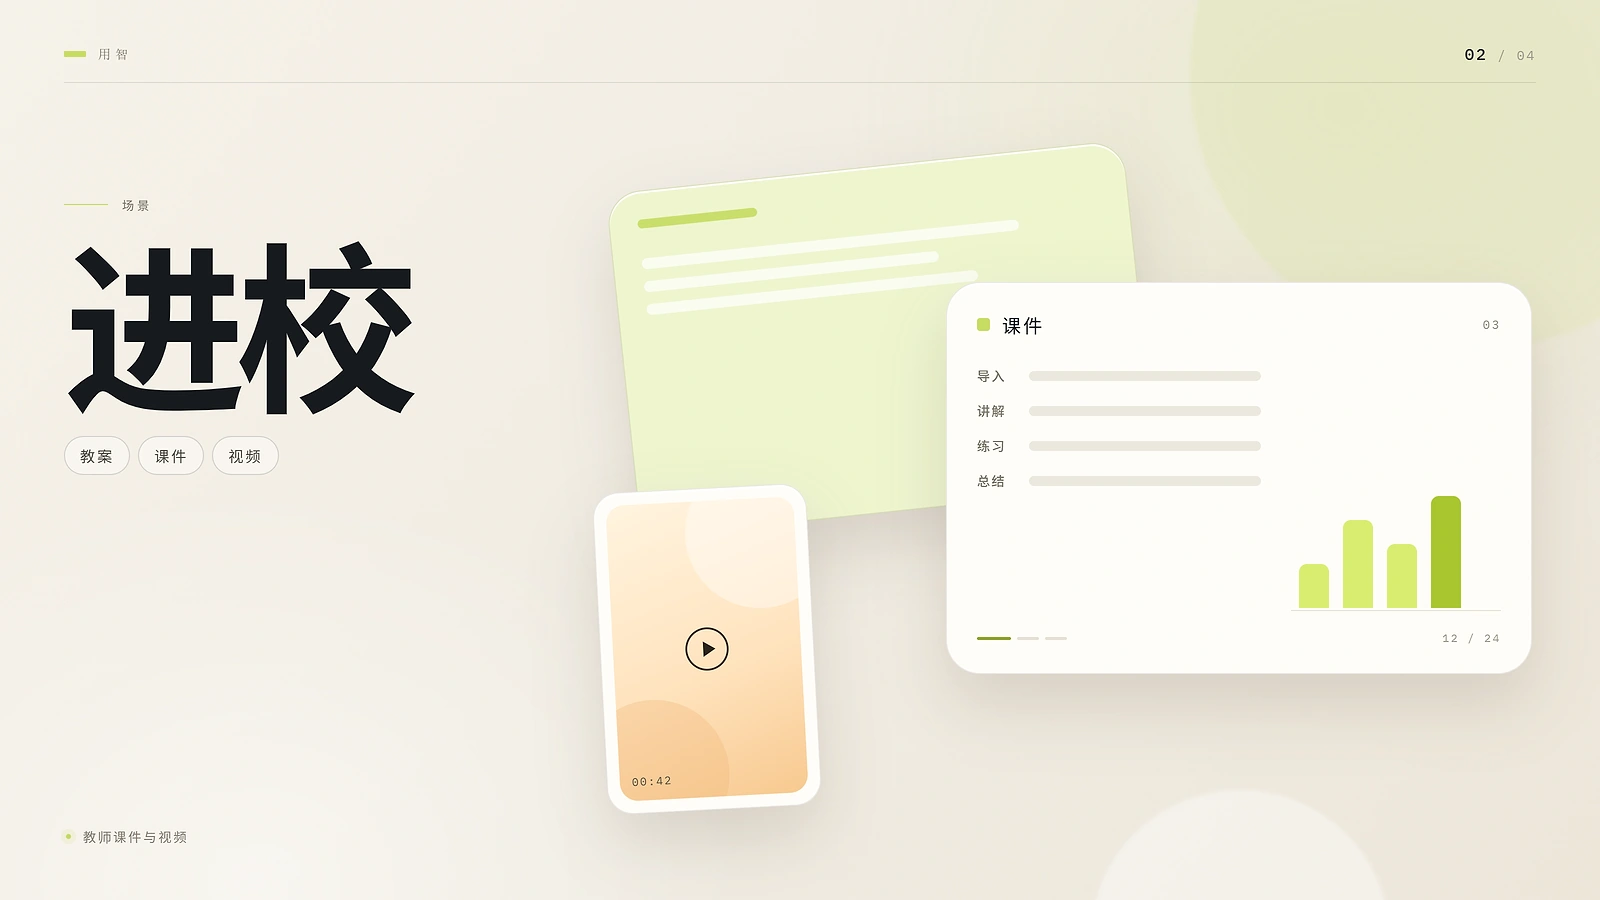 用智
02 / 04
场景
进校
教案 课件 视频
课件
03
导入
讲解
练习
总结
12 / 24
00:42
教师课件与视频